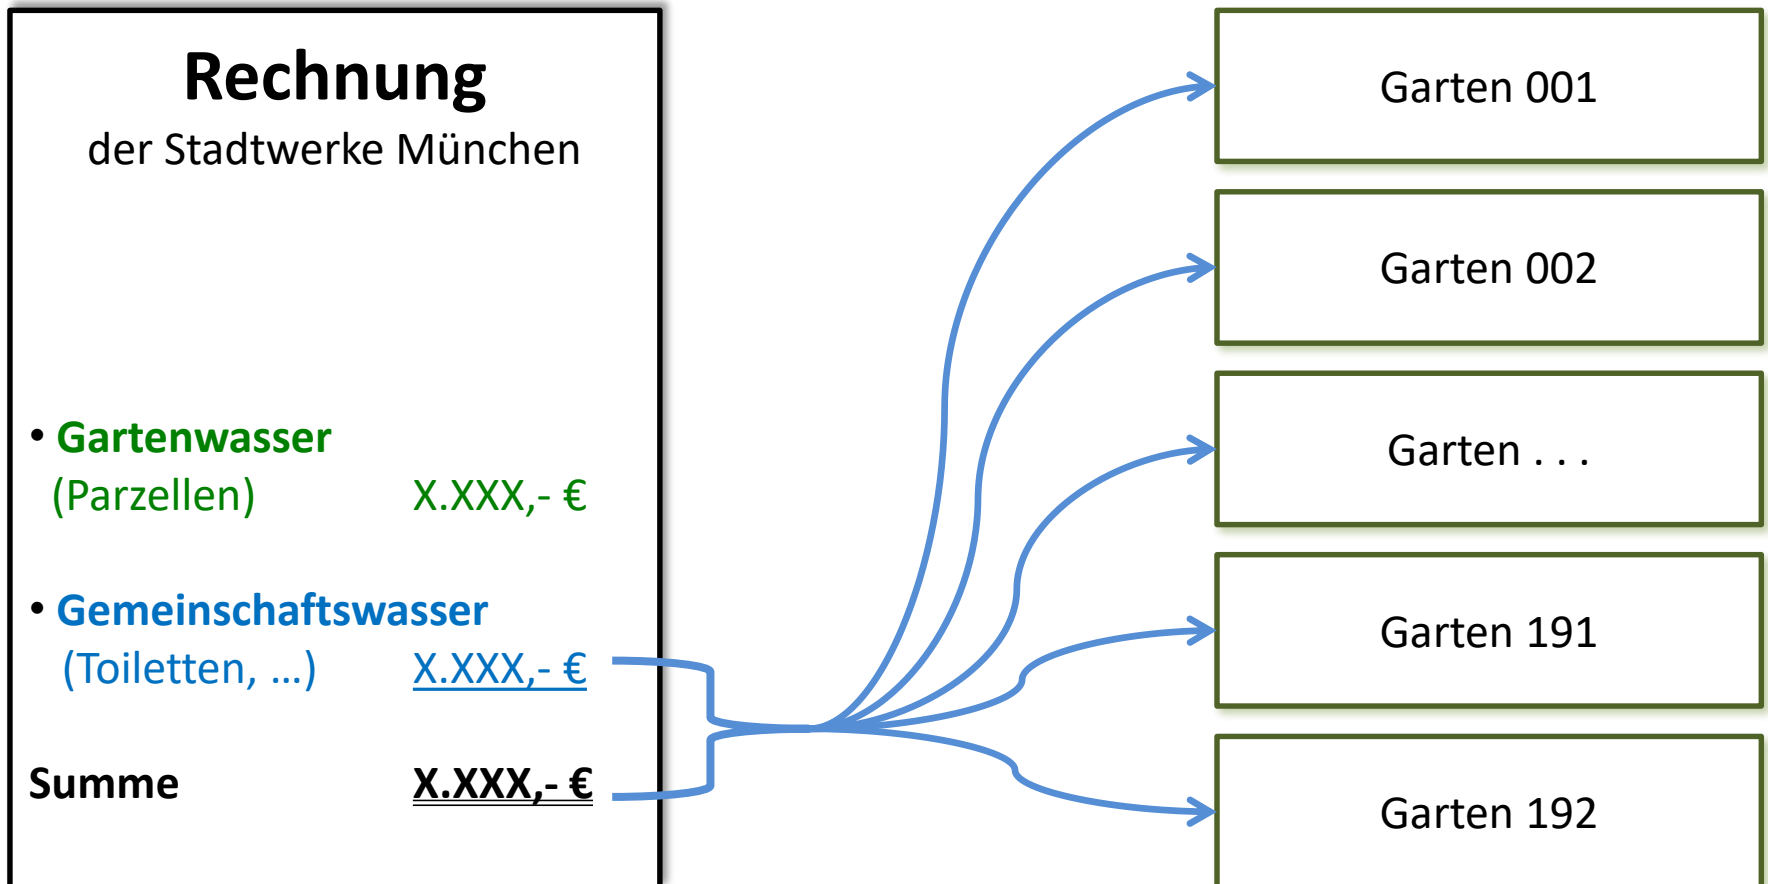 Rechnung
der Stadtwerke München
• Gartenwasser
(Parzellen) X.XXX,- €
• Gemeinschaftswasser
(Toiletten, ...) X.XXX,- €
Summe X.XXX,- €
Garten 001
Garten 002
Garten . . .
Garten 191
Garten 192